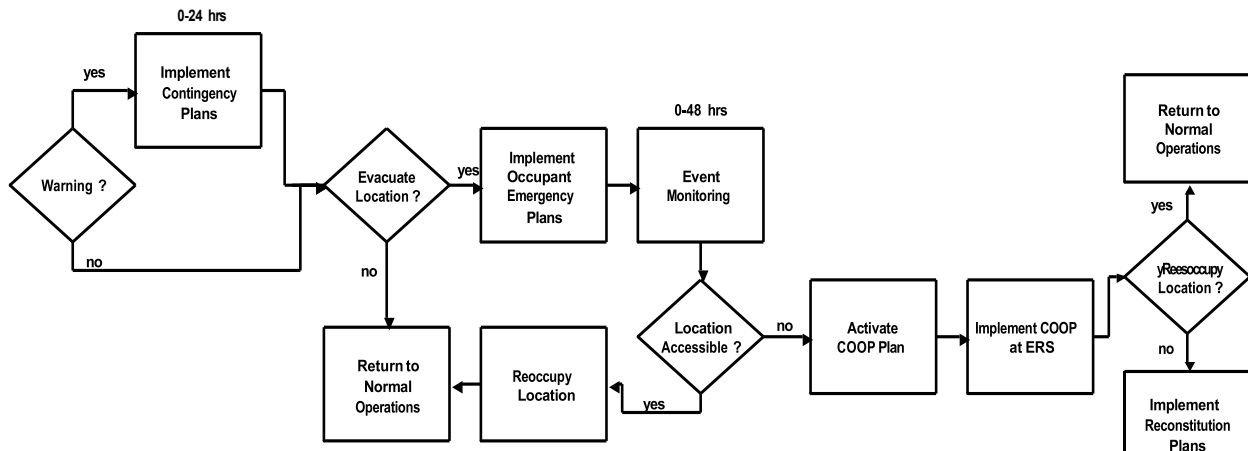 0-24 hrs
yes
Implement
Contingency
Plans
Warning ?
no
Evacuate
Location ?
yes
no
Implement
Occupant
Emergency
Plans
0-48 hrs
Event
Monitoring
Location
Accessible ?
no
yes
Reoccupy
Location
Return to
Normal
Operations
Activate
COOP Plan
Implement COOP
at ERS
Return to
Normal
Operations
yes
Location ?
no
Implement
Reconstitution
Plans